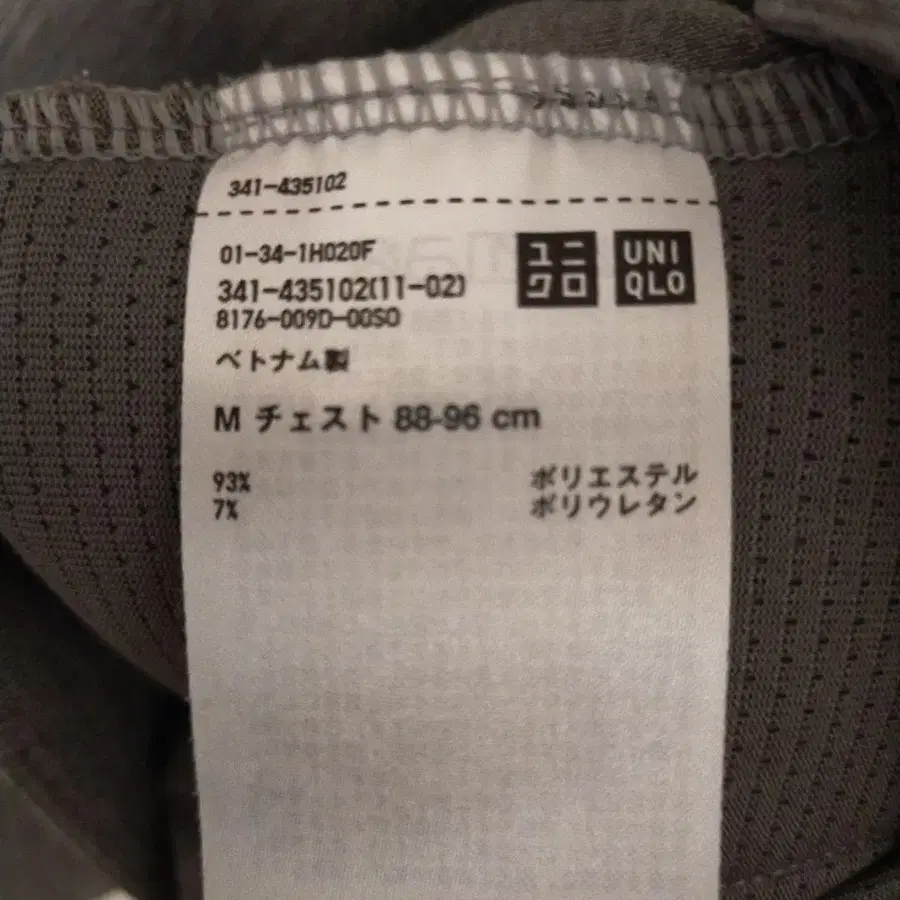 341-435102
01-34-1H020F
341-435102(11-02)
8176-009D-00SO
ベトナム製
ユニクロ
UNIQLO
M チェスト 88-96 cm
93% ポリエステル
7% ポリウレタン